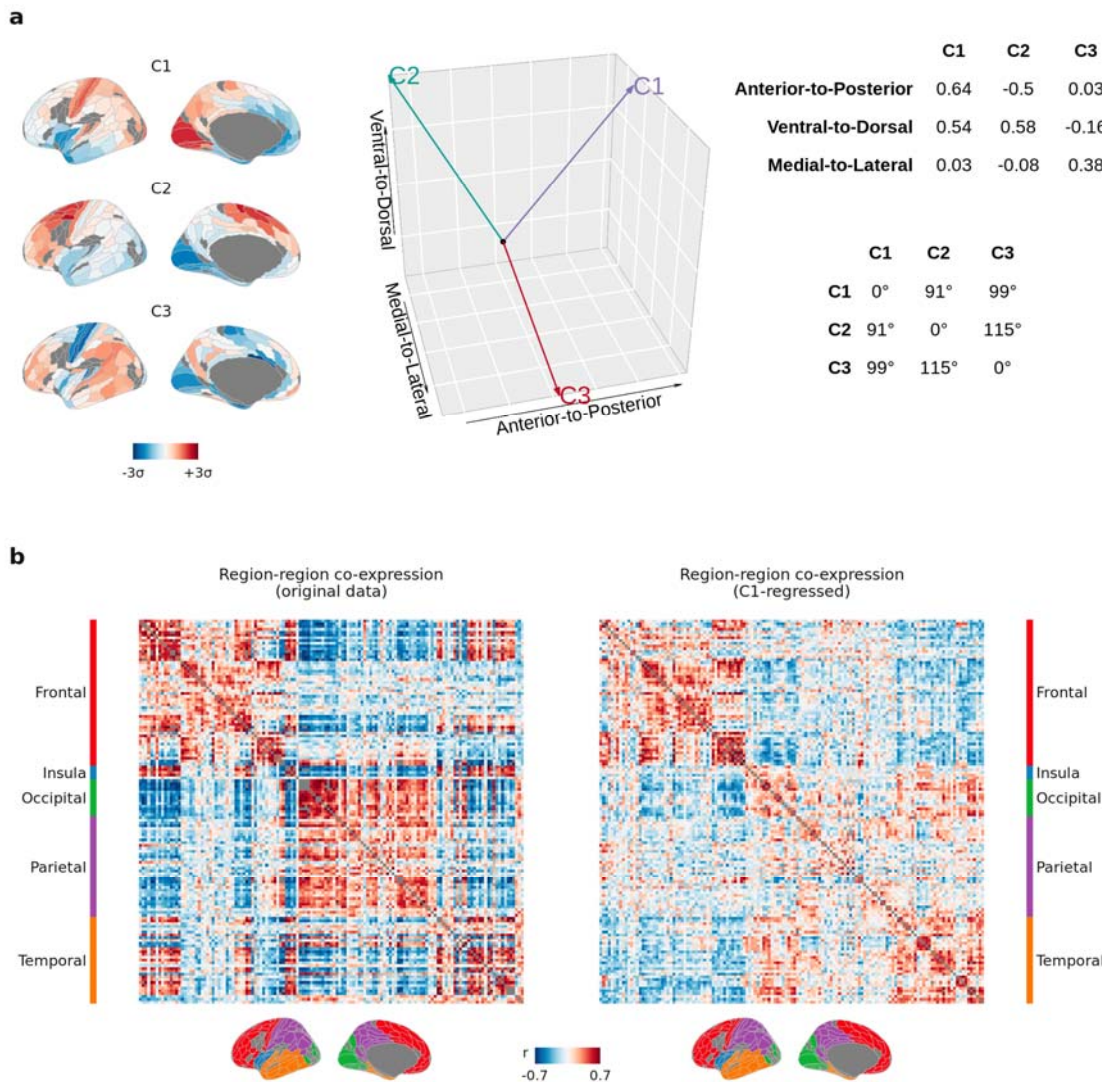 a
C1
C2
C3
-3σ +3σ
C2
C1
C3
Ventral-to-Dorsal
Medial-to-Lateral
Anterior-to-Posterior
C1 C2 C3
Anterior-to-Posterior 0.64 -0.5 0.03
Ventral-to-Dorsal 0.54 0.58 -0.16
Medial-to-Lateral 0.03 -0.08 0.38
C1 C2 C3
C1 0° 91° 99°
C2 91° 0° 115°
C3 99° 115° 0°
b
Region-region co-expression
(original data)
Region-region co-expression
(C1-regressed)
Frontal
Insula
Occipital
Parietal
Temporal
Frontal
Insula
Occipital
Parietal
Temporal
r
-0.7 0.7